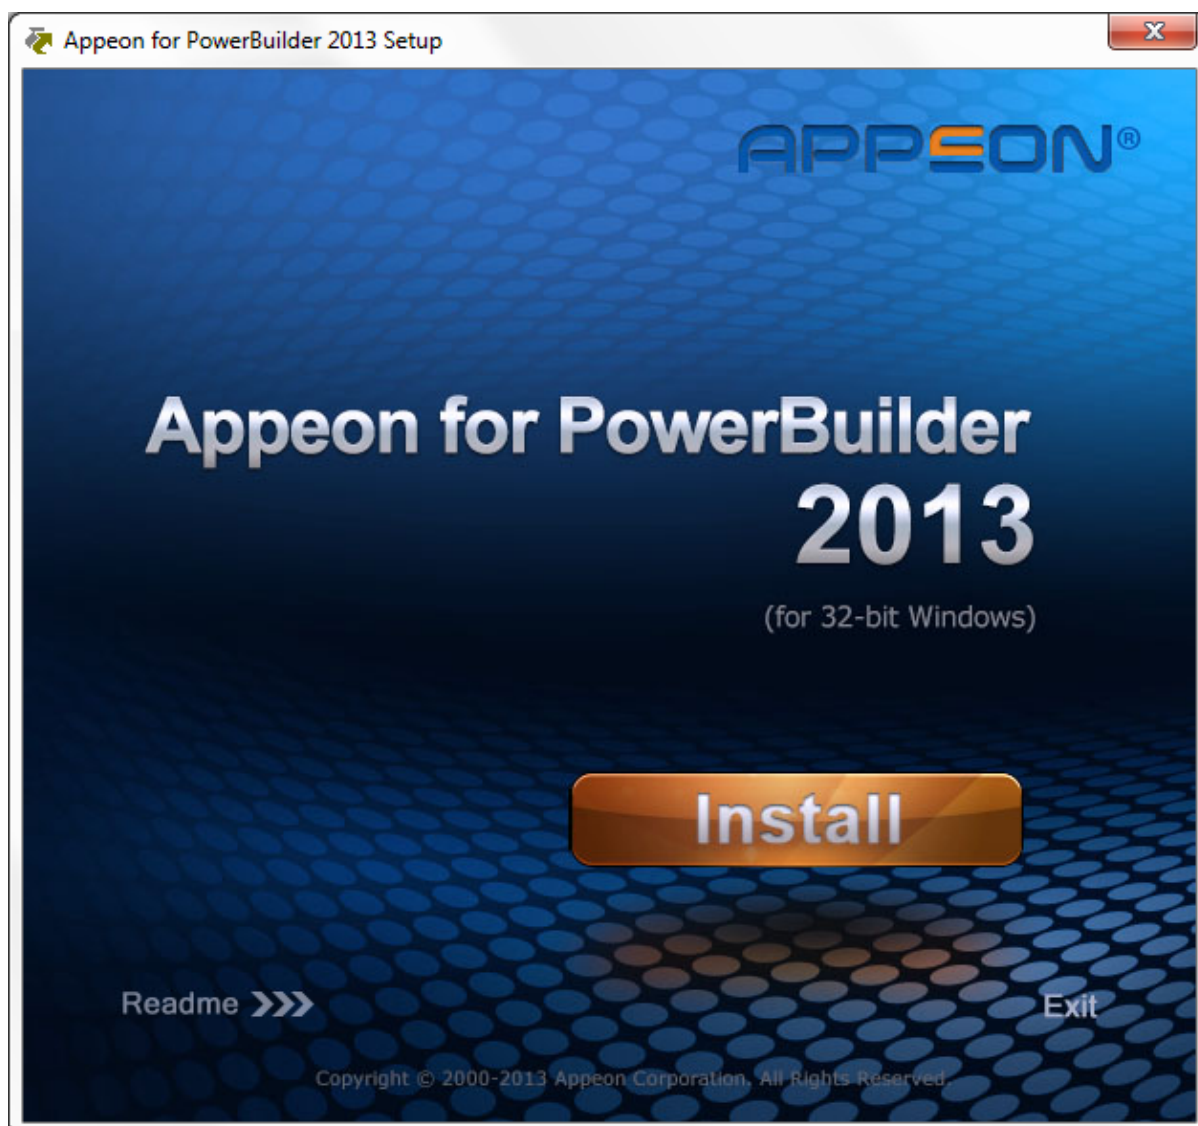 Appeon for PowerBuilder 2013 Setup
APPEON®
Appeon for PowerBuilder
2013
(for 32-bit Windows)
Install
Readme
Exit
Copyright © 2000-2013 Appeon Corporation. All Rights Reserved.